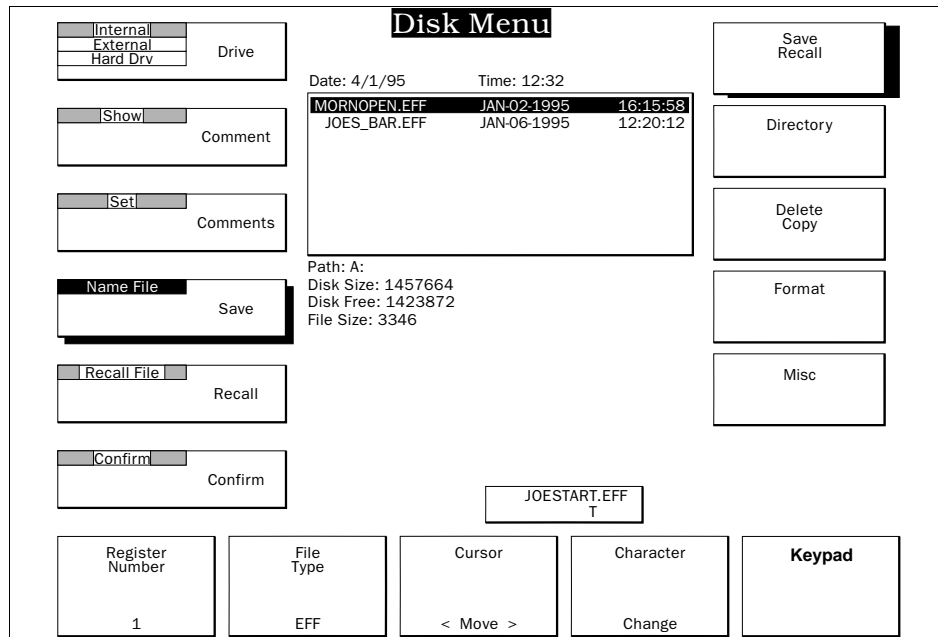 Disk Menu
Internal
External
Hard Drv
Drive
Show
Comment
Set
Comments
Name File
Save
Recall File
Recall
Confirm
Confirm
Date: 4/1/95 Time: 12:32
MORNOPEN.EFF JAN-02-1995 16:15:58
JOES_BAR.EFF JAN-06-1995 12:20:12
Path: A:
Disk Size: 1457664
Disk Free: 1423872
File Size: 3346
Save
Recall
Directory
Delete
Copy
Format
Misc
JOESTART.EFF
T
Register
Number
1
File
Type
EFF
Cursor
< Move >
Character
Change
Keypad